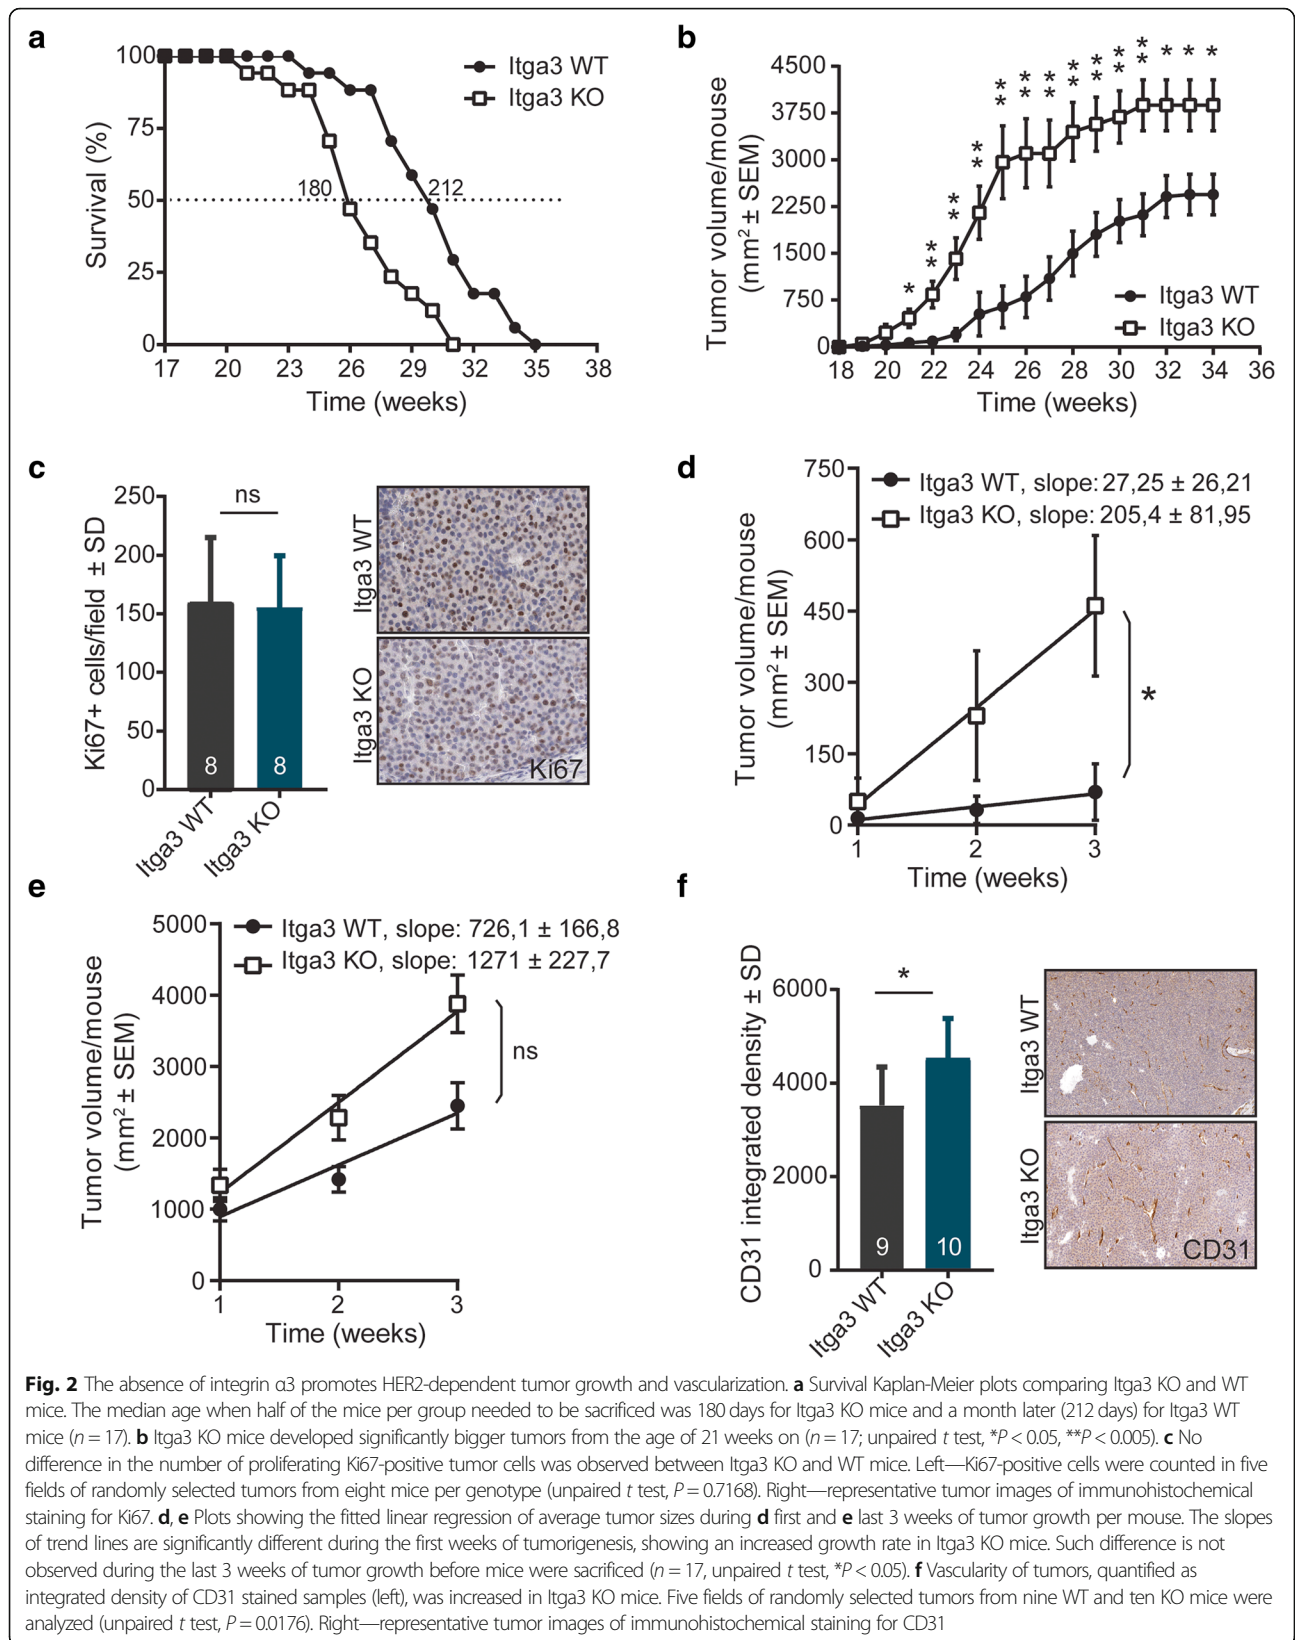 a
100
75
50
25
0
Survival (%)
Itga3 WT
Itga3 KO
180
212
17 20 23 26 29 32 35 38
Time (weeks)
b
4500
3750
3000
2250
1500
750
0
Tumor volume/mouse
(mm² ± SEM)
* ** ** ** ** ** ** ** ** ** ** * * *
Itga3 WT
Itga3 KO
18 20 22 24 26 28 30 32 34 36
Time (weeks)
c
250
200
150
100
50
0
Ki67+ cells/field ± SD
ns
8 8
Itga3 WT
Itga3 KO
Itga3 WT
Itga3 KO
Ki67
d
750
600
450
300
150
0
Tumor volume/mouse
(mm² ± SEM)
Itga3 WT, slope: 27,25 ± 26,21
Itga3 KO, slope: 205,4 ± 81,95
*
1 2 3
Time (weeks)
e
5000
4000
3000
2000
1000
0
Tumor volume/mouse
(mm² ± SEM)
Itga3 WT, slope: 726,1 ± 166,8
Itga3 KO, slope: 1271 ± 227,7
ns
1 2 3
Time (weeks)
f
6000
4000
2000
0
CD31 integrated density ± SD
*
9 10
Itga3 WT
Itga3 KO
Itga3 WT
Itga3 KO
CD31
Fig. 2 The absence of integrin α3 promotes HER2-dependent tumor growth and vascularization. a Survival Kaplan-Meier plots comparing Itga3 KO and WT
mice. The median age when half of the mice per group needed to be sacrificed was 180 days for Itga3 KO mice and a month later (212 days) for Itga3 WT
mice (n = 17). b Itga3 KO mice developed significantly bigger tumors from the age of 21 weeks on (n = 17; unpaired t test, *P < 0.05, **P < 0.005). c No
difference in the number of proliferating Ki67-positive tumor cells was observed between Itga3 KO and WT mice. Left—Ki67-positive cells were counted in five
fields of randomly selected tumors from eight mice per genotype (unpaired t test, P = 0.7168). Right—representative tumor images of immunohistochemical
staining for Ki67. d, e Plots showing the fitted linear regression of average tumor sizes during d first and e last 3 weeks of tumor growth per mouse. The slopes
of trend lines are significantly different during the first weeks of tumorigenesis, showing an increased growth rate in Itga3 KO mice. Such difference is not
observed during the last 3 weeks of tumor growth before mice were sacrificed (n = 17, unpaired t test, *P < 0.05). f Vascularity of tumors, quantified as
integrated density of CD31 stained samples (left), was increased in Itga3 KO mice. Five fields of randomly selected tumors from nine WT and ten KO mice were
analyzed (unpaired t test, P = 0.0176). Right—representative tumor images of immunohistochemical staining for CD31